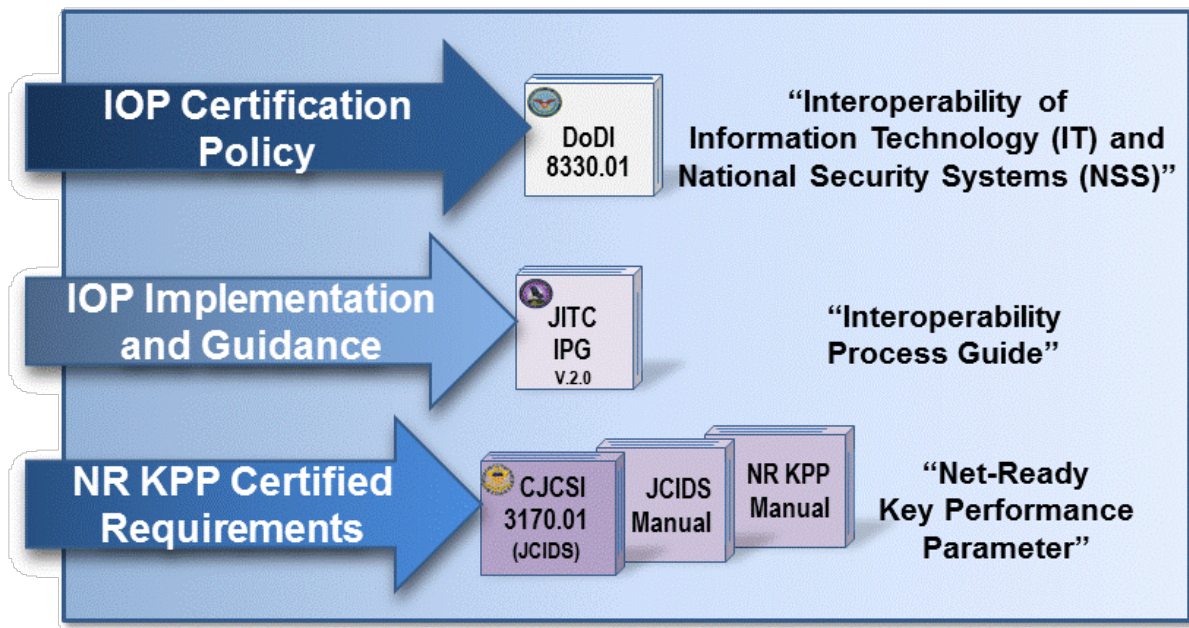 IOP Certification
Policy
DoDI
8330.01
“Interoperability of
Information Technology (IT) and
National Security Systems (NSS)”
IOP Implementation
and Guidance
JITC
IPG
V.2.0
“Interoperability
Process Guide”
NR KPP Certified
Requirements
CJCSI
3170.01
(JCIDS)
JCIDS
Manual
NR KPP
Manual
“Net-Ready
Key Performance
Parameter”